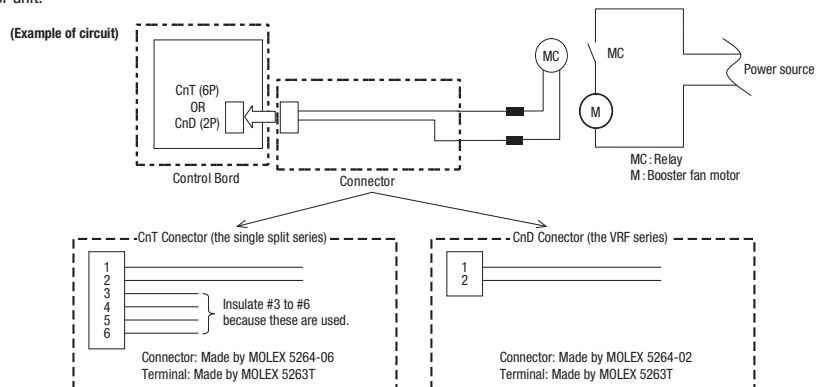 or unit.
(Example of circuit)
CnT (6P)
OR
CnD (2P)
Control Bord
Connector
MC
MC
M
Power source
MC : Relay
M : Booster fan motor
CnT Conector (the single split series)
1
2
3
4
5
6
Insulate #3 to #6
because these are used.
Connector: Made by MOLEX 5264-06
Terminal: Made by MOLEX 5263T
CnD Conector (the VRF series)
1
2
Connector: Made by MOLEX 5264-02
Terminal: Made by MOLEX 5263T